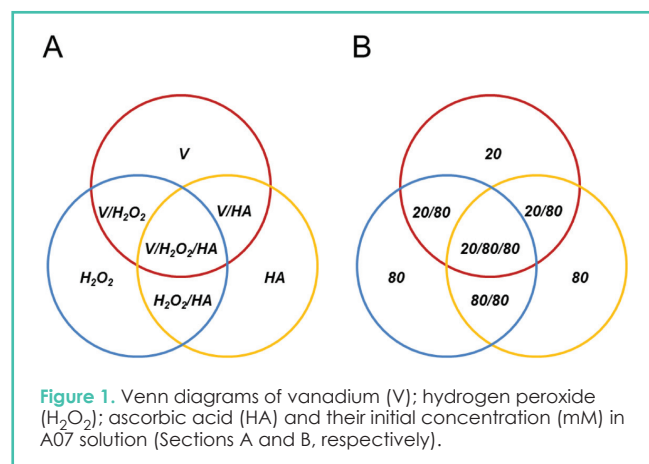 A
B
V
20
V/H₂O₂
V/HA
20/80
20/80
V/H₂O₂/HA
20/80/80
H₂O₂
HA
80
80
H₂O₂/HA
80/80
Figure 1. Venn diagrams of vanadium (V); hydrogen peroxide
(H₂O₂); ascorbic acid (HA) and their initial concentration (mM) in
A07 solution (Sections A and B, respectively).